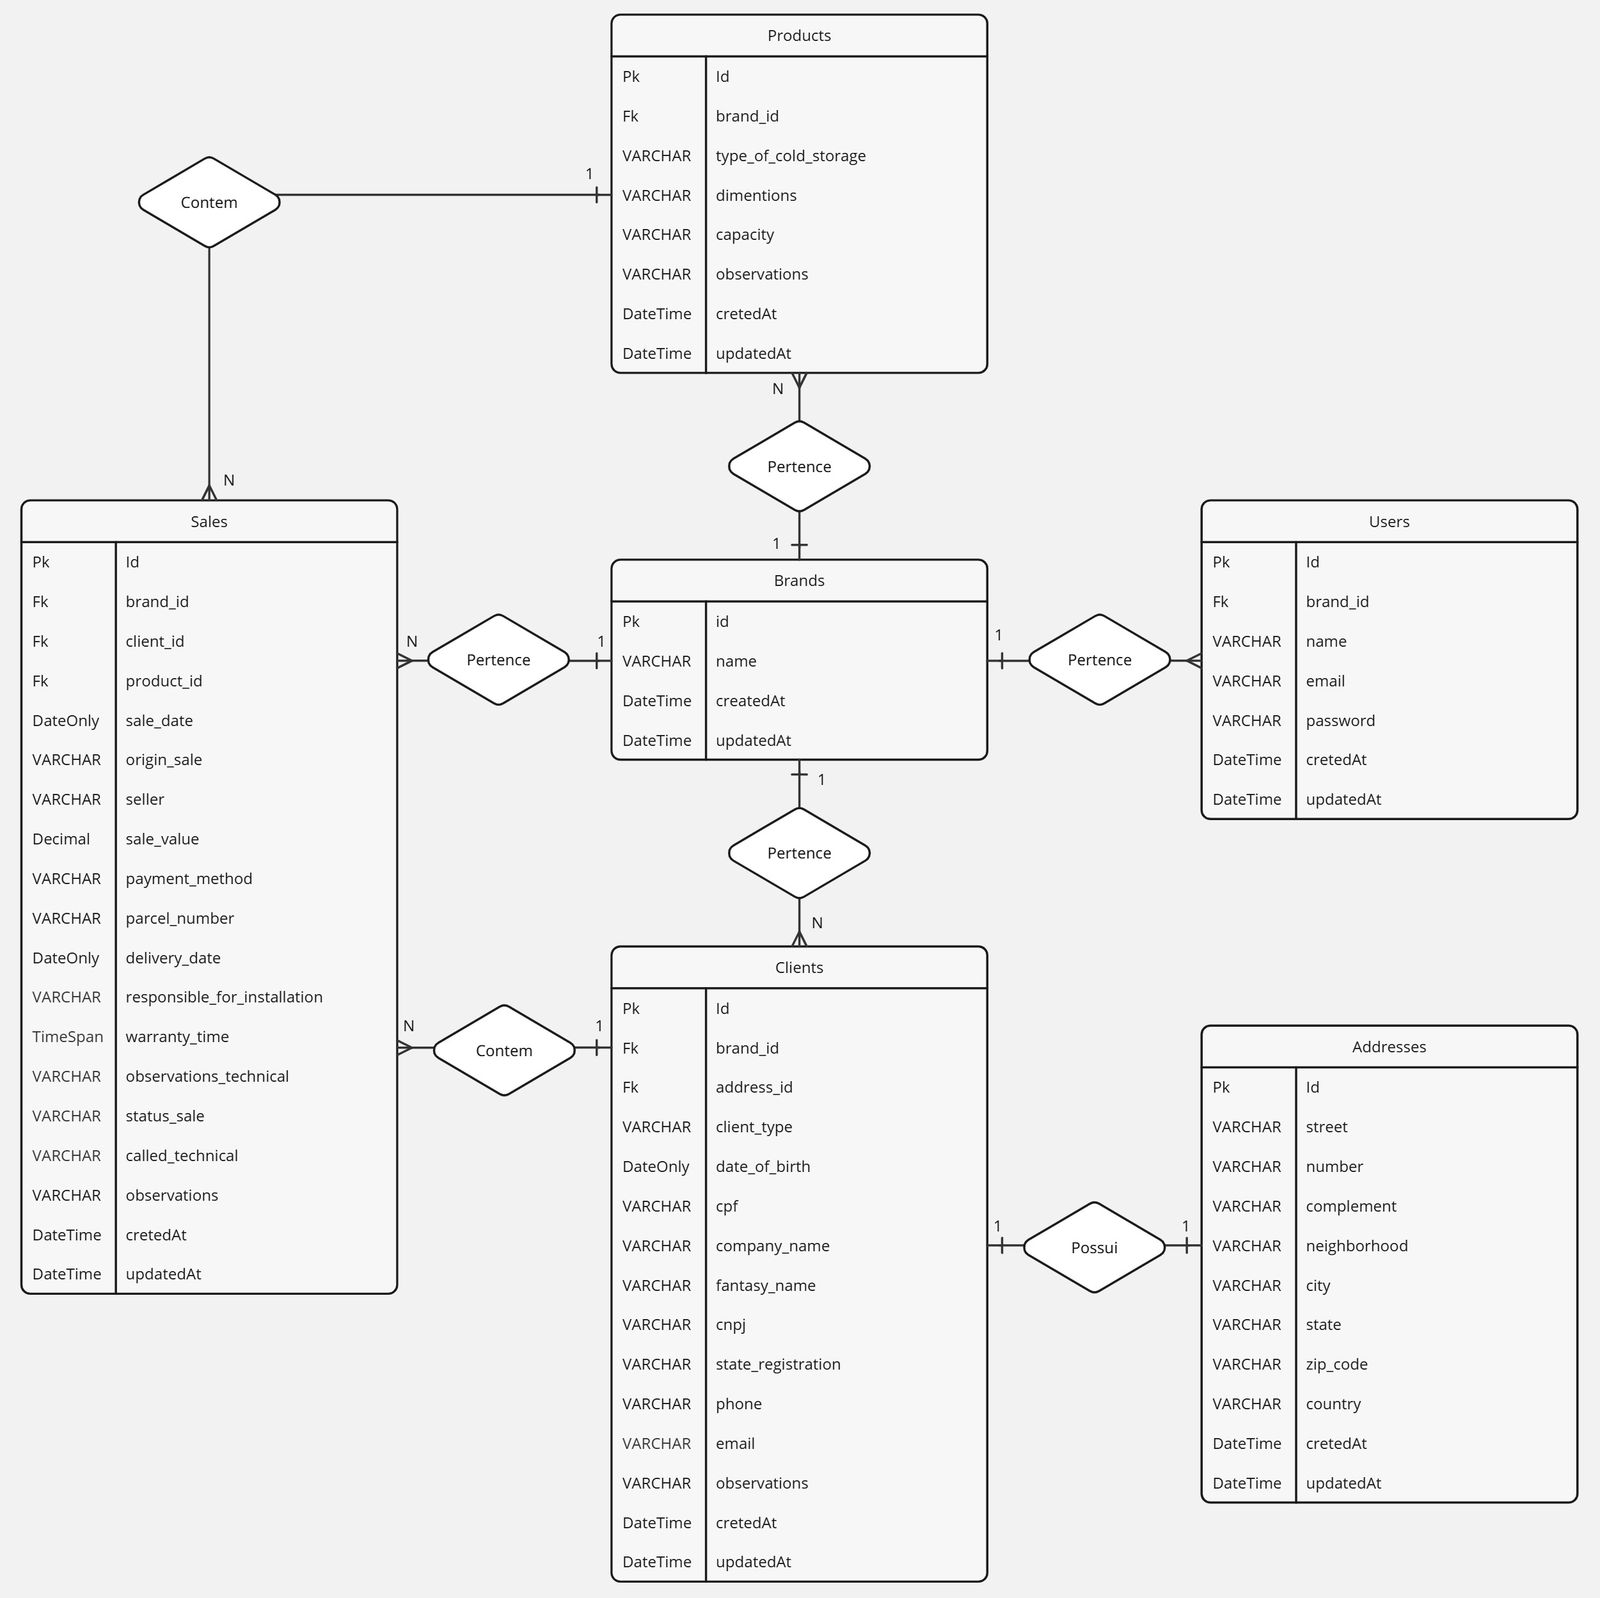 Products
Pk Id
Fk brand_id
VARCHAR type_of_cold_storage
VARCHAR dimentions
VARCHAR capacity
VARCHAR observations
DateTime cretedAt
DateTime updatedAt
Contem
1
N
N
Pertence
1
Sales
Pk Id
Fk brand_id
Fk client_id
Fk product_id
DateOnly sale_date
VARCHAR origin_sale
VARCHAR seller
Decimal sale_value
VARCHAR payment_method
VARCHAR parcel_number
DateOnly delivery_date
VARCHAR responsible_for_installation
TimeSpan warranty_time
VARCHAR observations_technical
VARCHAR status_sale
VARCHAR called_technical
VARCHAR observations
DateTime cretedAt
DateTime updatedAt
N
Pertence
1
Brands
Pk id
VARCHAR name
DateTime createdAt
DateTime updatedAt
1
Pertence
Users
Pk Id
Fk brand_id
VARCHAR name
VARCHAR email
VARCHAR password
DateTime cretedAt
DateTime updatedAt
1
Pertence
N
N
Contem
1
Clients
Pk Id
Fk brand_id
Fk address_id
VARCHAR client_type
DateOnly date_of_birth
VARCHAR cpf
VARCHAR company_name
VARCHAR fantasy_name
VARCHAR cnpj
VARCHAR state_registration
VARCHAR phone
VARCHAR email
VARCHAR observations
DateTime cretedAt
DateTime updatedAt
1
Possui
1
Addresses
Pk Id
VARCHAR street
VARCHAR number
VARCHAR complement
VARCHAR neighborhood
VARCHAR city
VARCHAR state
VARCHAR zip_code
VARCHAR country
DateTime cretedAt
DateTime updatedAt